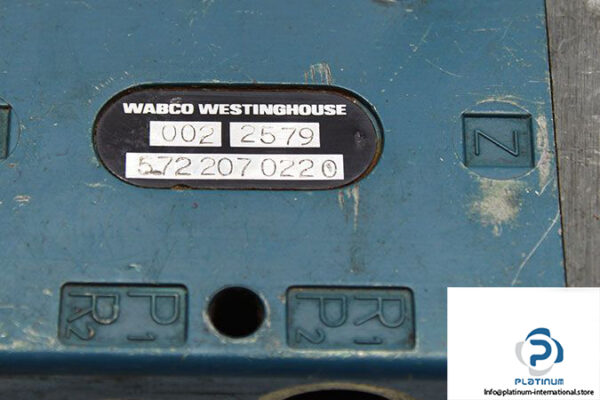 WABCO WESTINGHOUSE
002 2579
572 207 022 0
Z
P1
R2
R1
P2
PLATINUM
Info@platinum-international.store